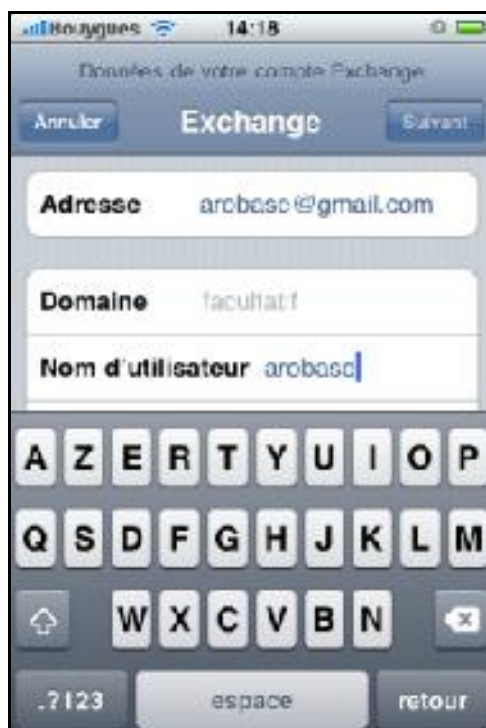 Bouygues 14:18
Données de votre compte Exchange
Annuler Exchange Suivant
Adresse arobase@gmail.com
Domaine facultatif
Nom d'utilisateur arobase
A Z E R T Y U I O P
Q S D F G H J K L M
W X C V B N
.?123 espace retour